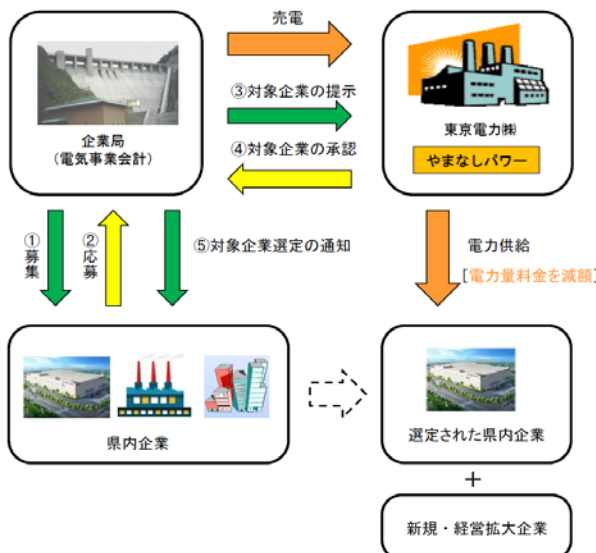 売電
③対象企業の提示
企業局
(電気事業会計)
④対象企業の承認
東京電力㈱
やまなしパワー
①募集
②応募
⑤対象企業選定の通知
電力供給
[電力量料金を減額]
県内企業
選定された県内企業
+
新規・経営拡大企業